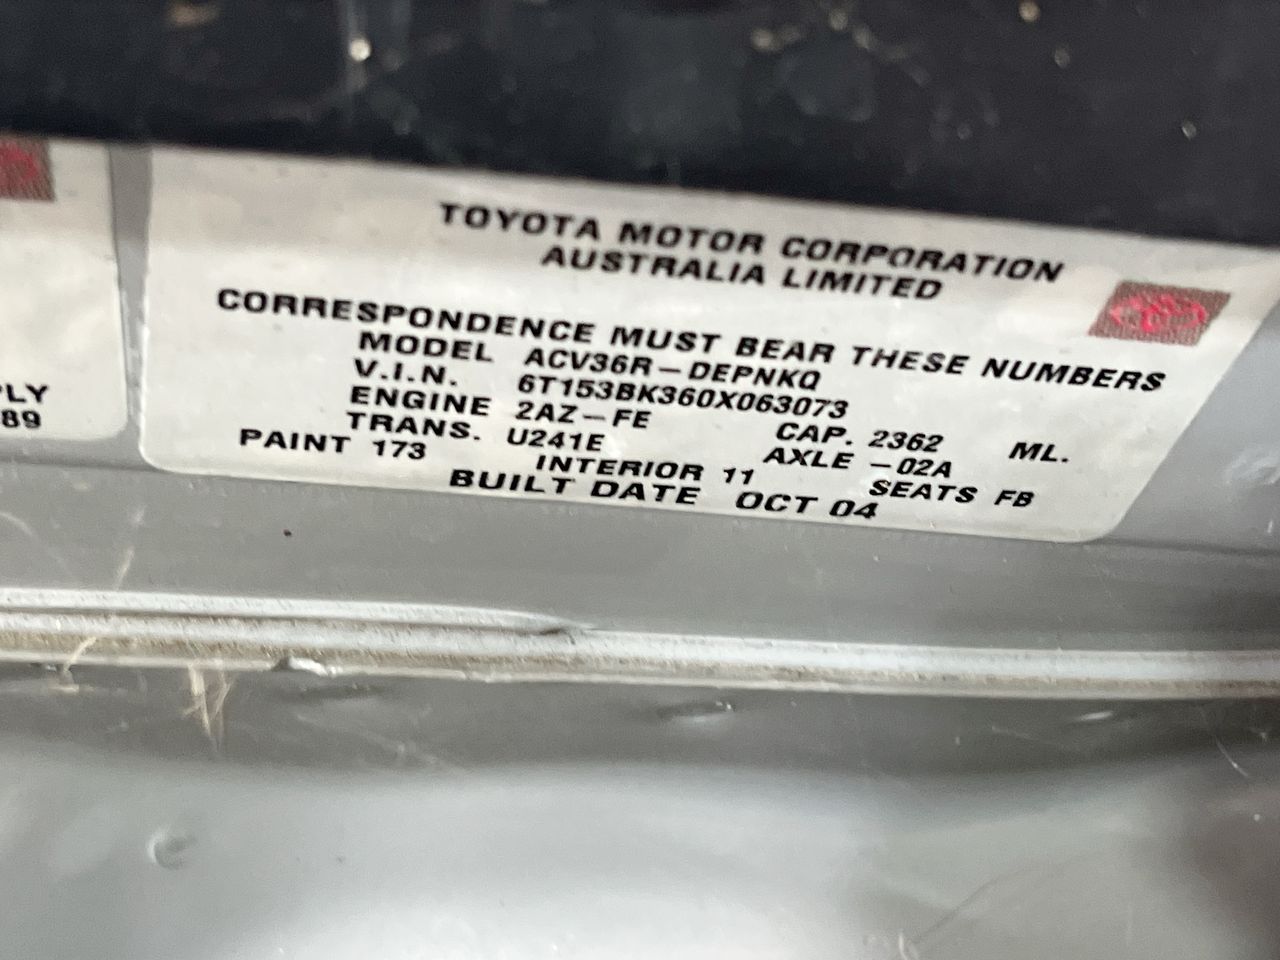 TOYOTA MOTOR CORPORATION
AUSTRALIA LIMITED
CORRESPONDENCE MUST BEAR THESE NUMBERS
MODEL ACV36R-DEPNKQ
V.I.N. 6T153BK360X063073
ENGINE 2AZ-FE CAP. 2362 ML.
TRANS. U241E AXLE -02A
PAINT 173 INTERIOR 11 SEATS FB
BUILT DATE OCT 04
PLY
89